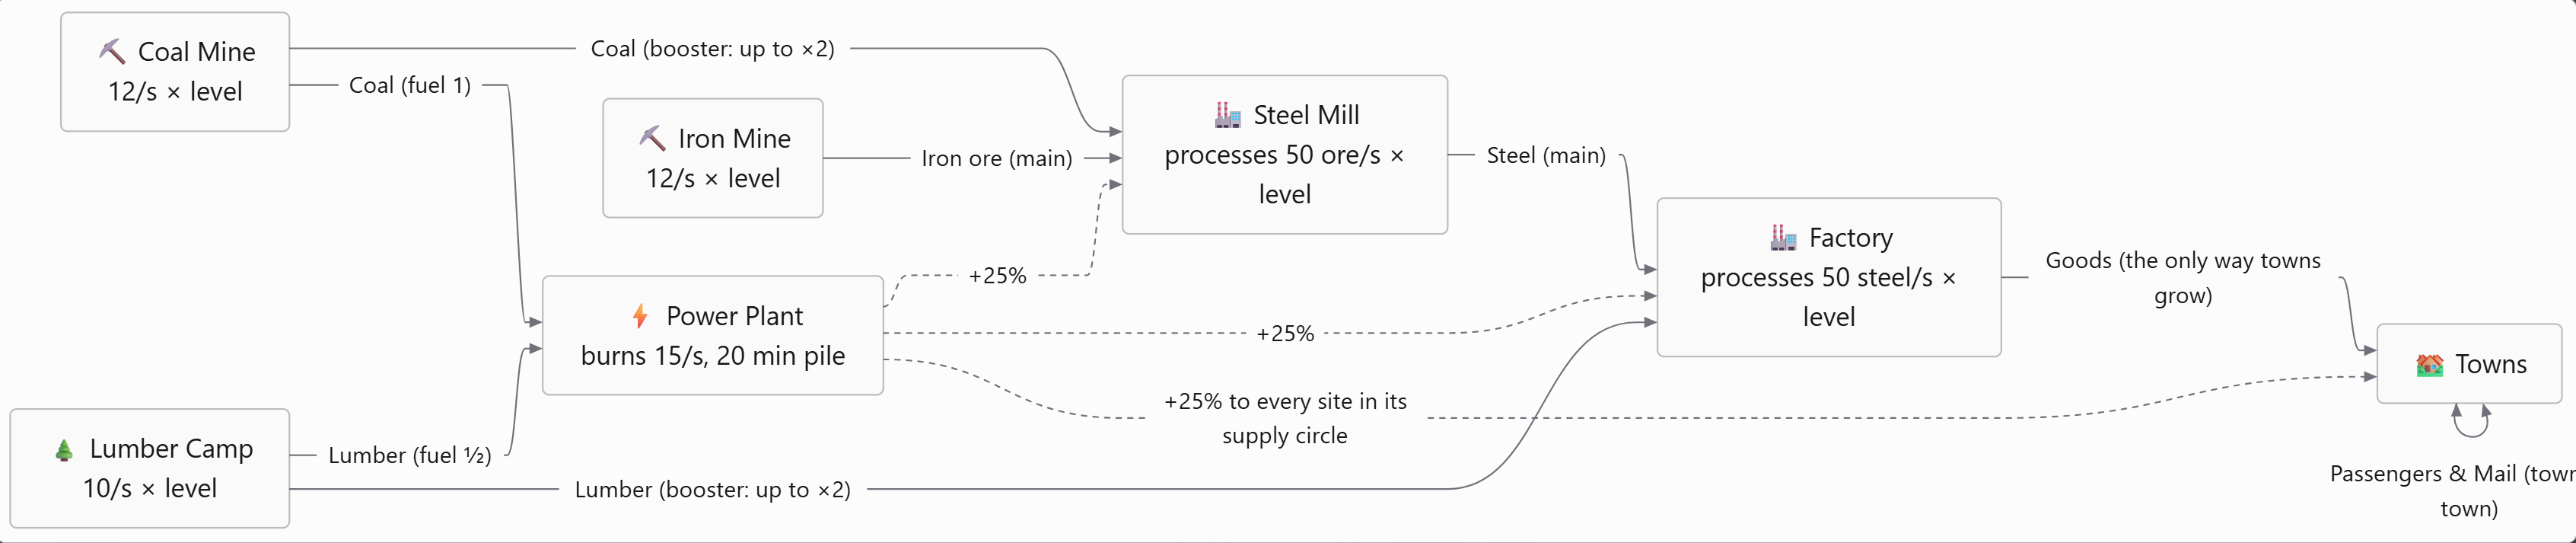 Coal Mine
12/s × level
Coal (booster: up to ×2)
Coal (fuel 1)
Iron Mine
12/s × level
Iron ore (main)
Steel Mill
processes 50 ore/s ×
level
Steel (main)
Factory
processes 50 steel/s ×
level
Goods (the only way towns
grow)
Power Plant
burns 15/s, 20 min pile
+25%
+25%
+25% to every site in its
supply circle
Towns
Lumber Camp
10/s × level
Lumber (fuel ½)
Lumber (booster: up to ×2)
Passengers & Mail (town
town)